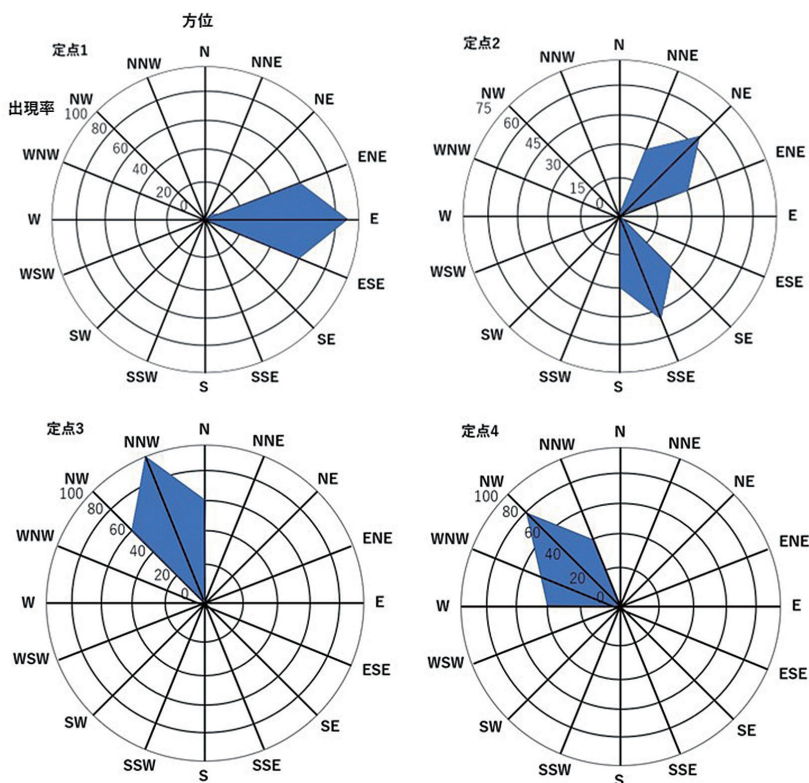 方位
定点1
N
NNW
NNE
NW
NE
出現率
100
80
60
40
20
0
WNW
ENE
W
E
WSW
ESE
SW
SE
SSW
SSE
S
定点2
N
NNW
NNE
NW
NE
75
60
45
30
15
0
WNW
ENE
W
E
WSW
ESE
SW
SE
SSW
SSE
S
定点3
N
NNW
NNE
NW
NE
100
80
60
40
20
0
WNW
ENE
W
E
WSW
ESE
SW
SE
SSW
SSE
S
定点4
N
NNW
NNE
NW
NE
100
80
60
40
20
0
WNW
ENE
W
E
WSW
ESE
SW
SE
SSW
SSE
S